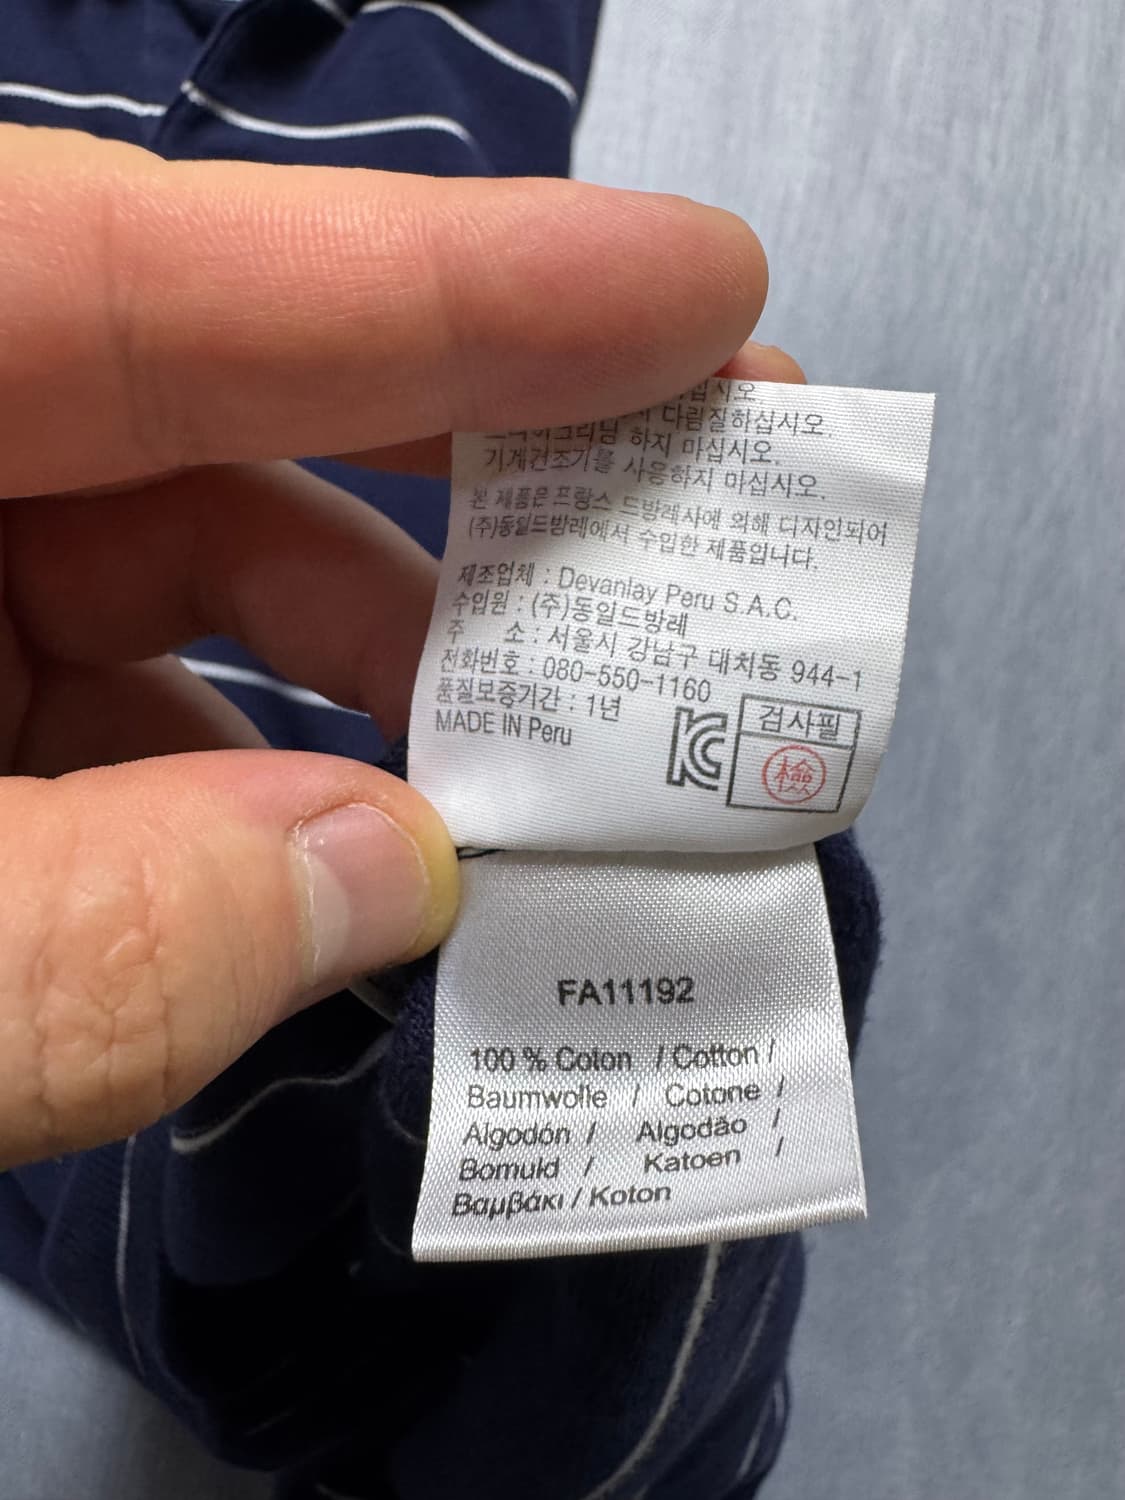 다림질하십시오.
하지 마십시오.
기계건조기를 사용하지 마십시오.
본 제품은 프랑스 드방레사에 의해 디자인되어
(주)동일드방레에서 수입한 제품입니다.
제조업체 : Devanlay Peru S.A.C.
수입원 : (주)동일드방레
주 소 : 서울시 강남구 대치동 944-1
전화번호 : 080-550-1160
품질보증기간 : 1년
MADE IN Peru
검사필
檢
FA11192
100 % Coton / Cotton /
Baumwolle / Cotone /
Algodón / Algodão /
Bomuld / Katoen /
Βαμβάκι / Koton